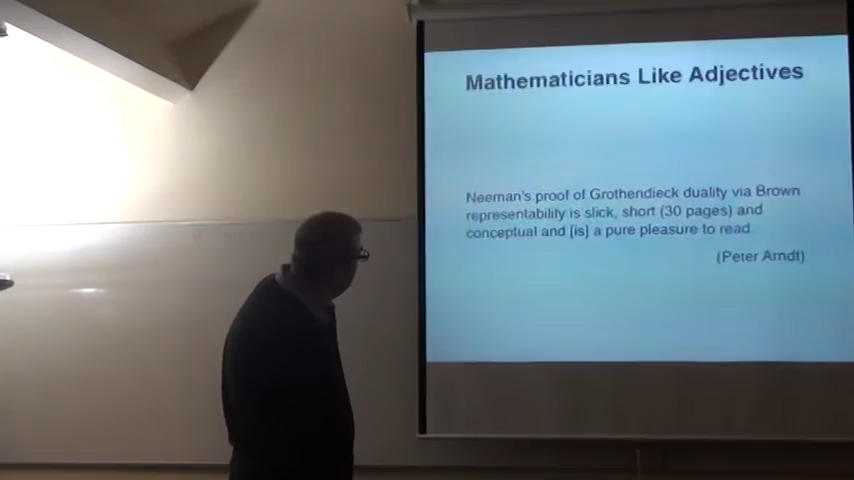 Mathematicians Like Adjectives
Neeman's proof of Grothendieck duality via Brown
representability is slick, short (30 pages) and
conceptual and [is] a pure pleasure to read.
(Peter Arndt)